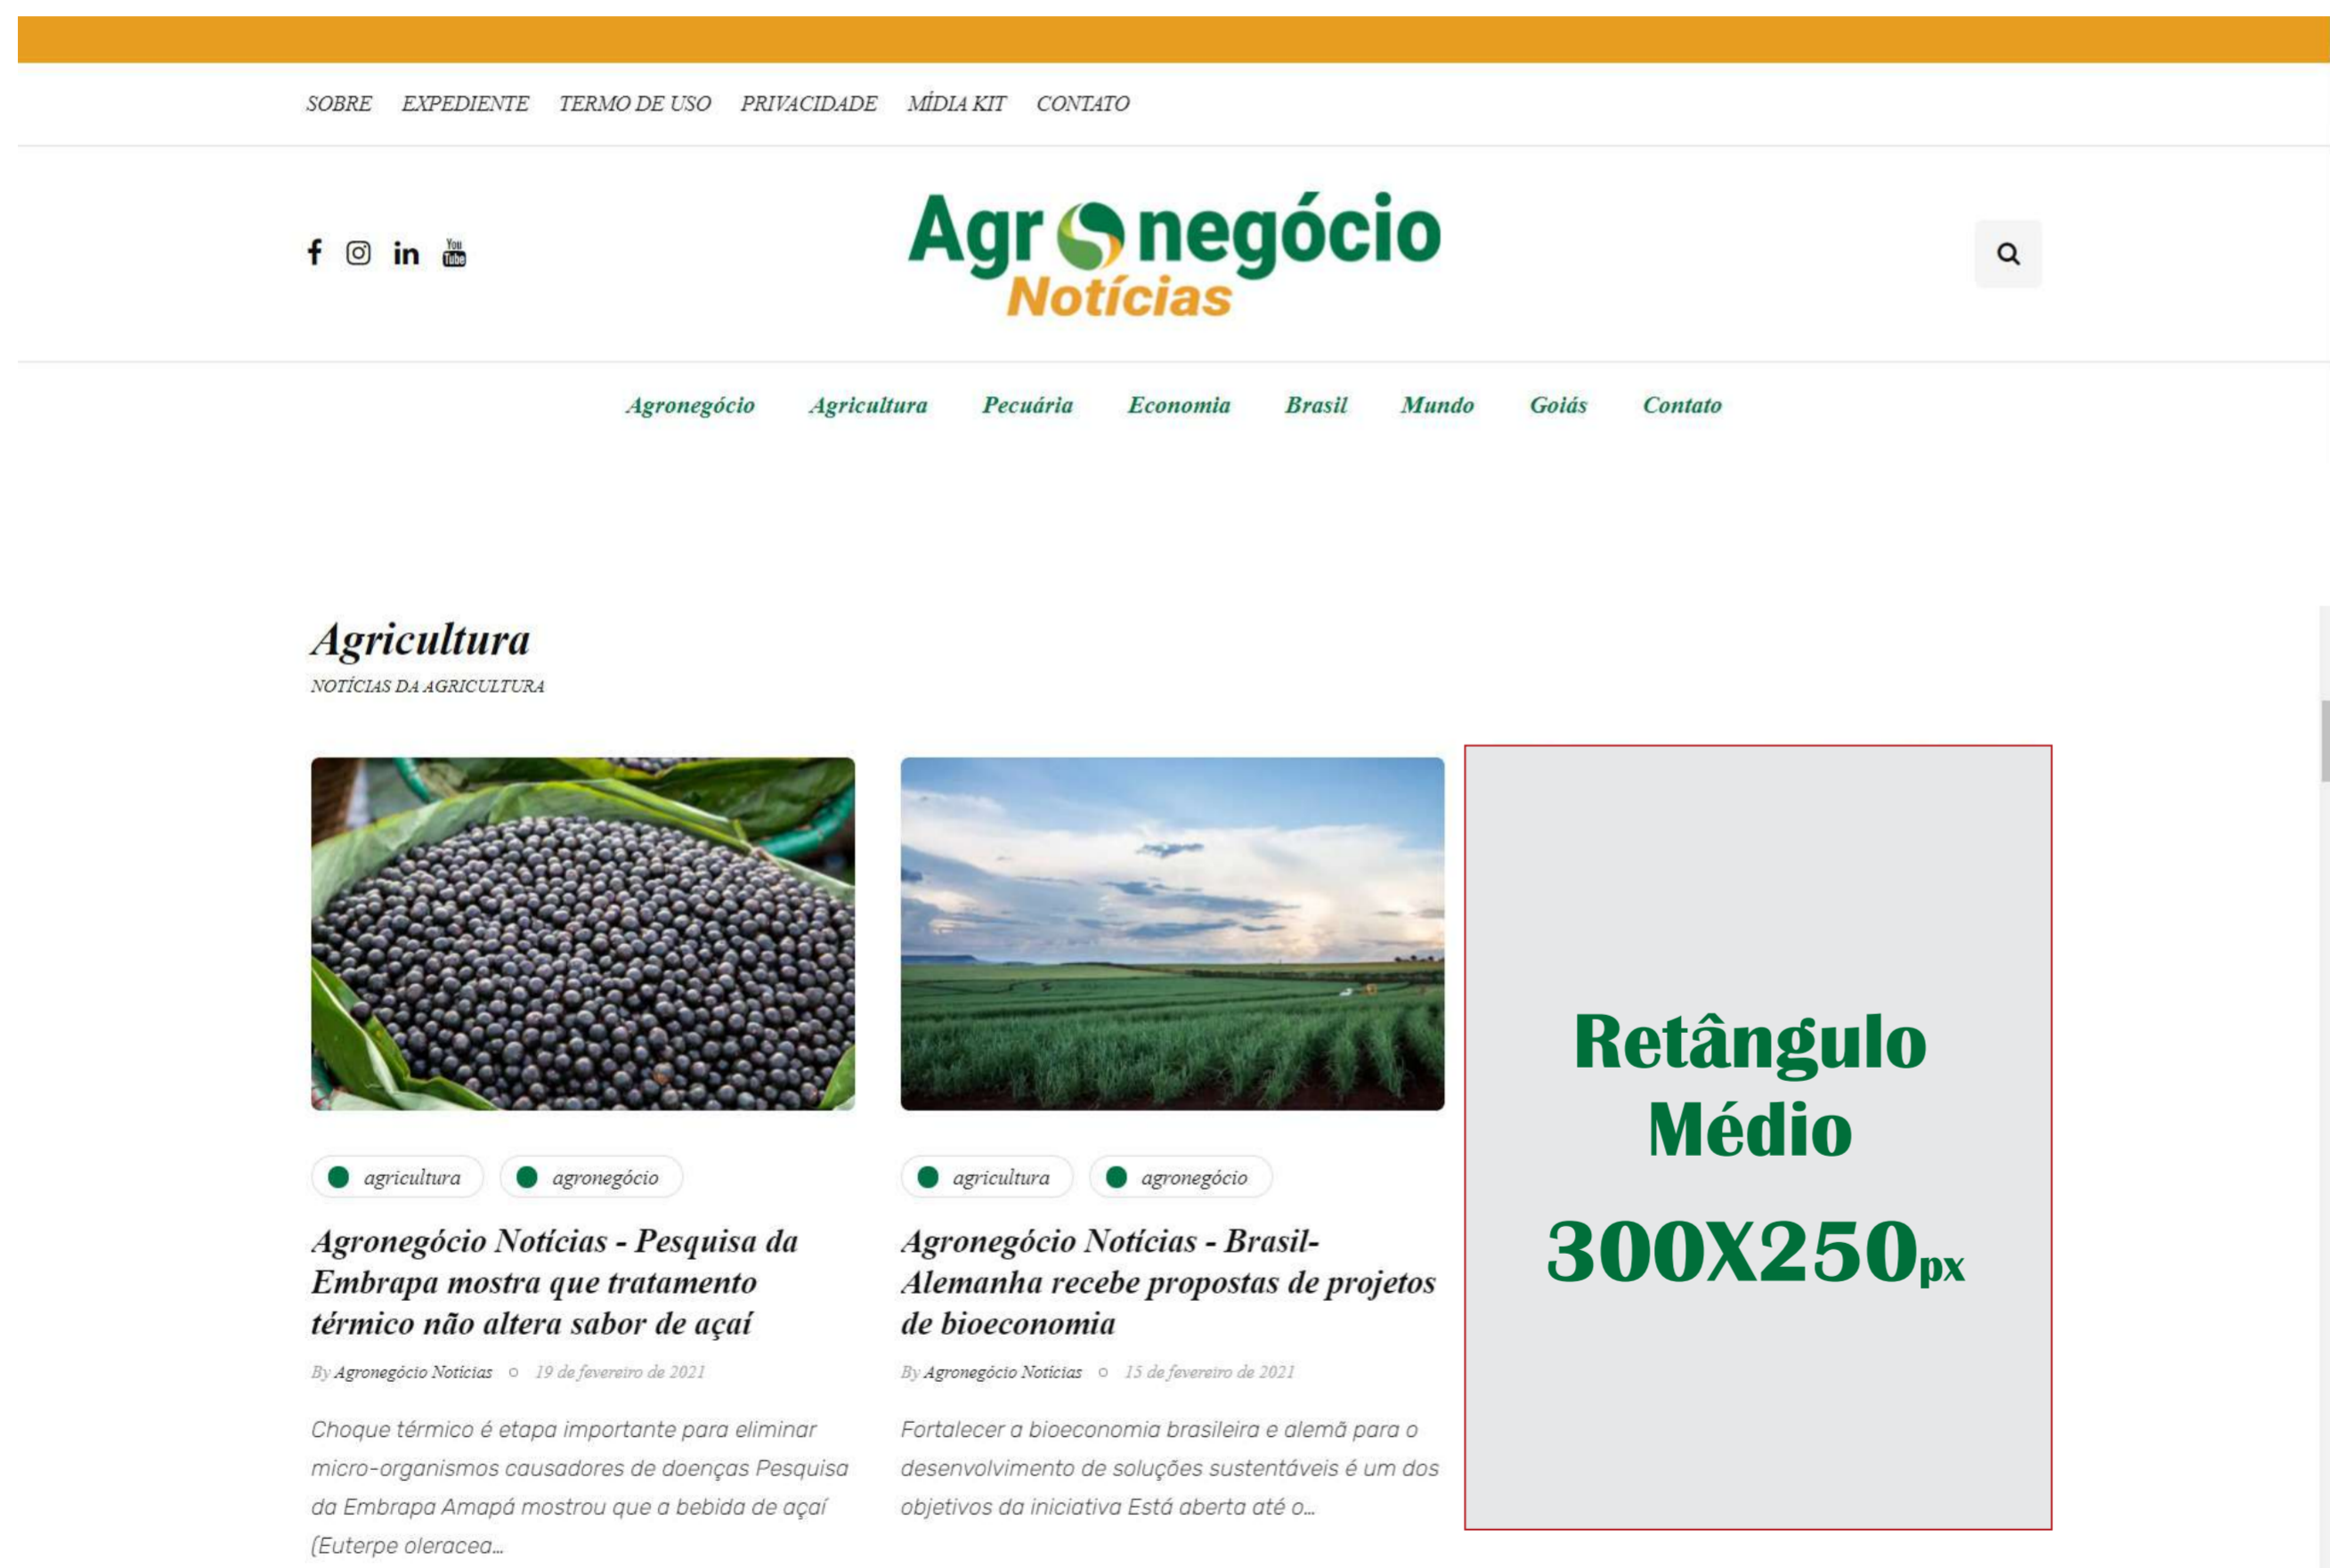 SOBRE EXPEDIENTE TERMO DE USO PRIVACIDADE MÍDIA KIT CONTATO
f in You Tube
Agronegócio
Notícias
Agronegócio Agricultura Pecuária Economia Brasil Mundo Goiás Contato
Agricultura
NOTÍCIAS DA AGRICULTURA
agricultura agronegócio
Agronegócio Notícias - Pesquisa da
Embrapa mostra que tratamento
térmico não altera sabor de açaí
By Agronegócio Notícias 19 de fevereiro de 2021
Choque térmico é etapa importante para eliminar
micro-organismos causadores de doenças Pesquisa
da Embrapa Amapá mostrou que a bebida de açaí
(Euterpe oleracea...
agricultura agronegócio
Agronegócio Notícias - Brasil-
Alemanha recebe propostas de projetos
de bioeconomia
By Agronegócio Notícias 15 de fevereiro de 2021
Fortalecer a bioeconomia brasileira e alemã para o
desenvolvimento de soluções sustentáveis é um dos
objetivos da iniciativa Está aberta até o...
Retângulo
Médio
300X250px